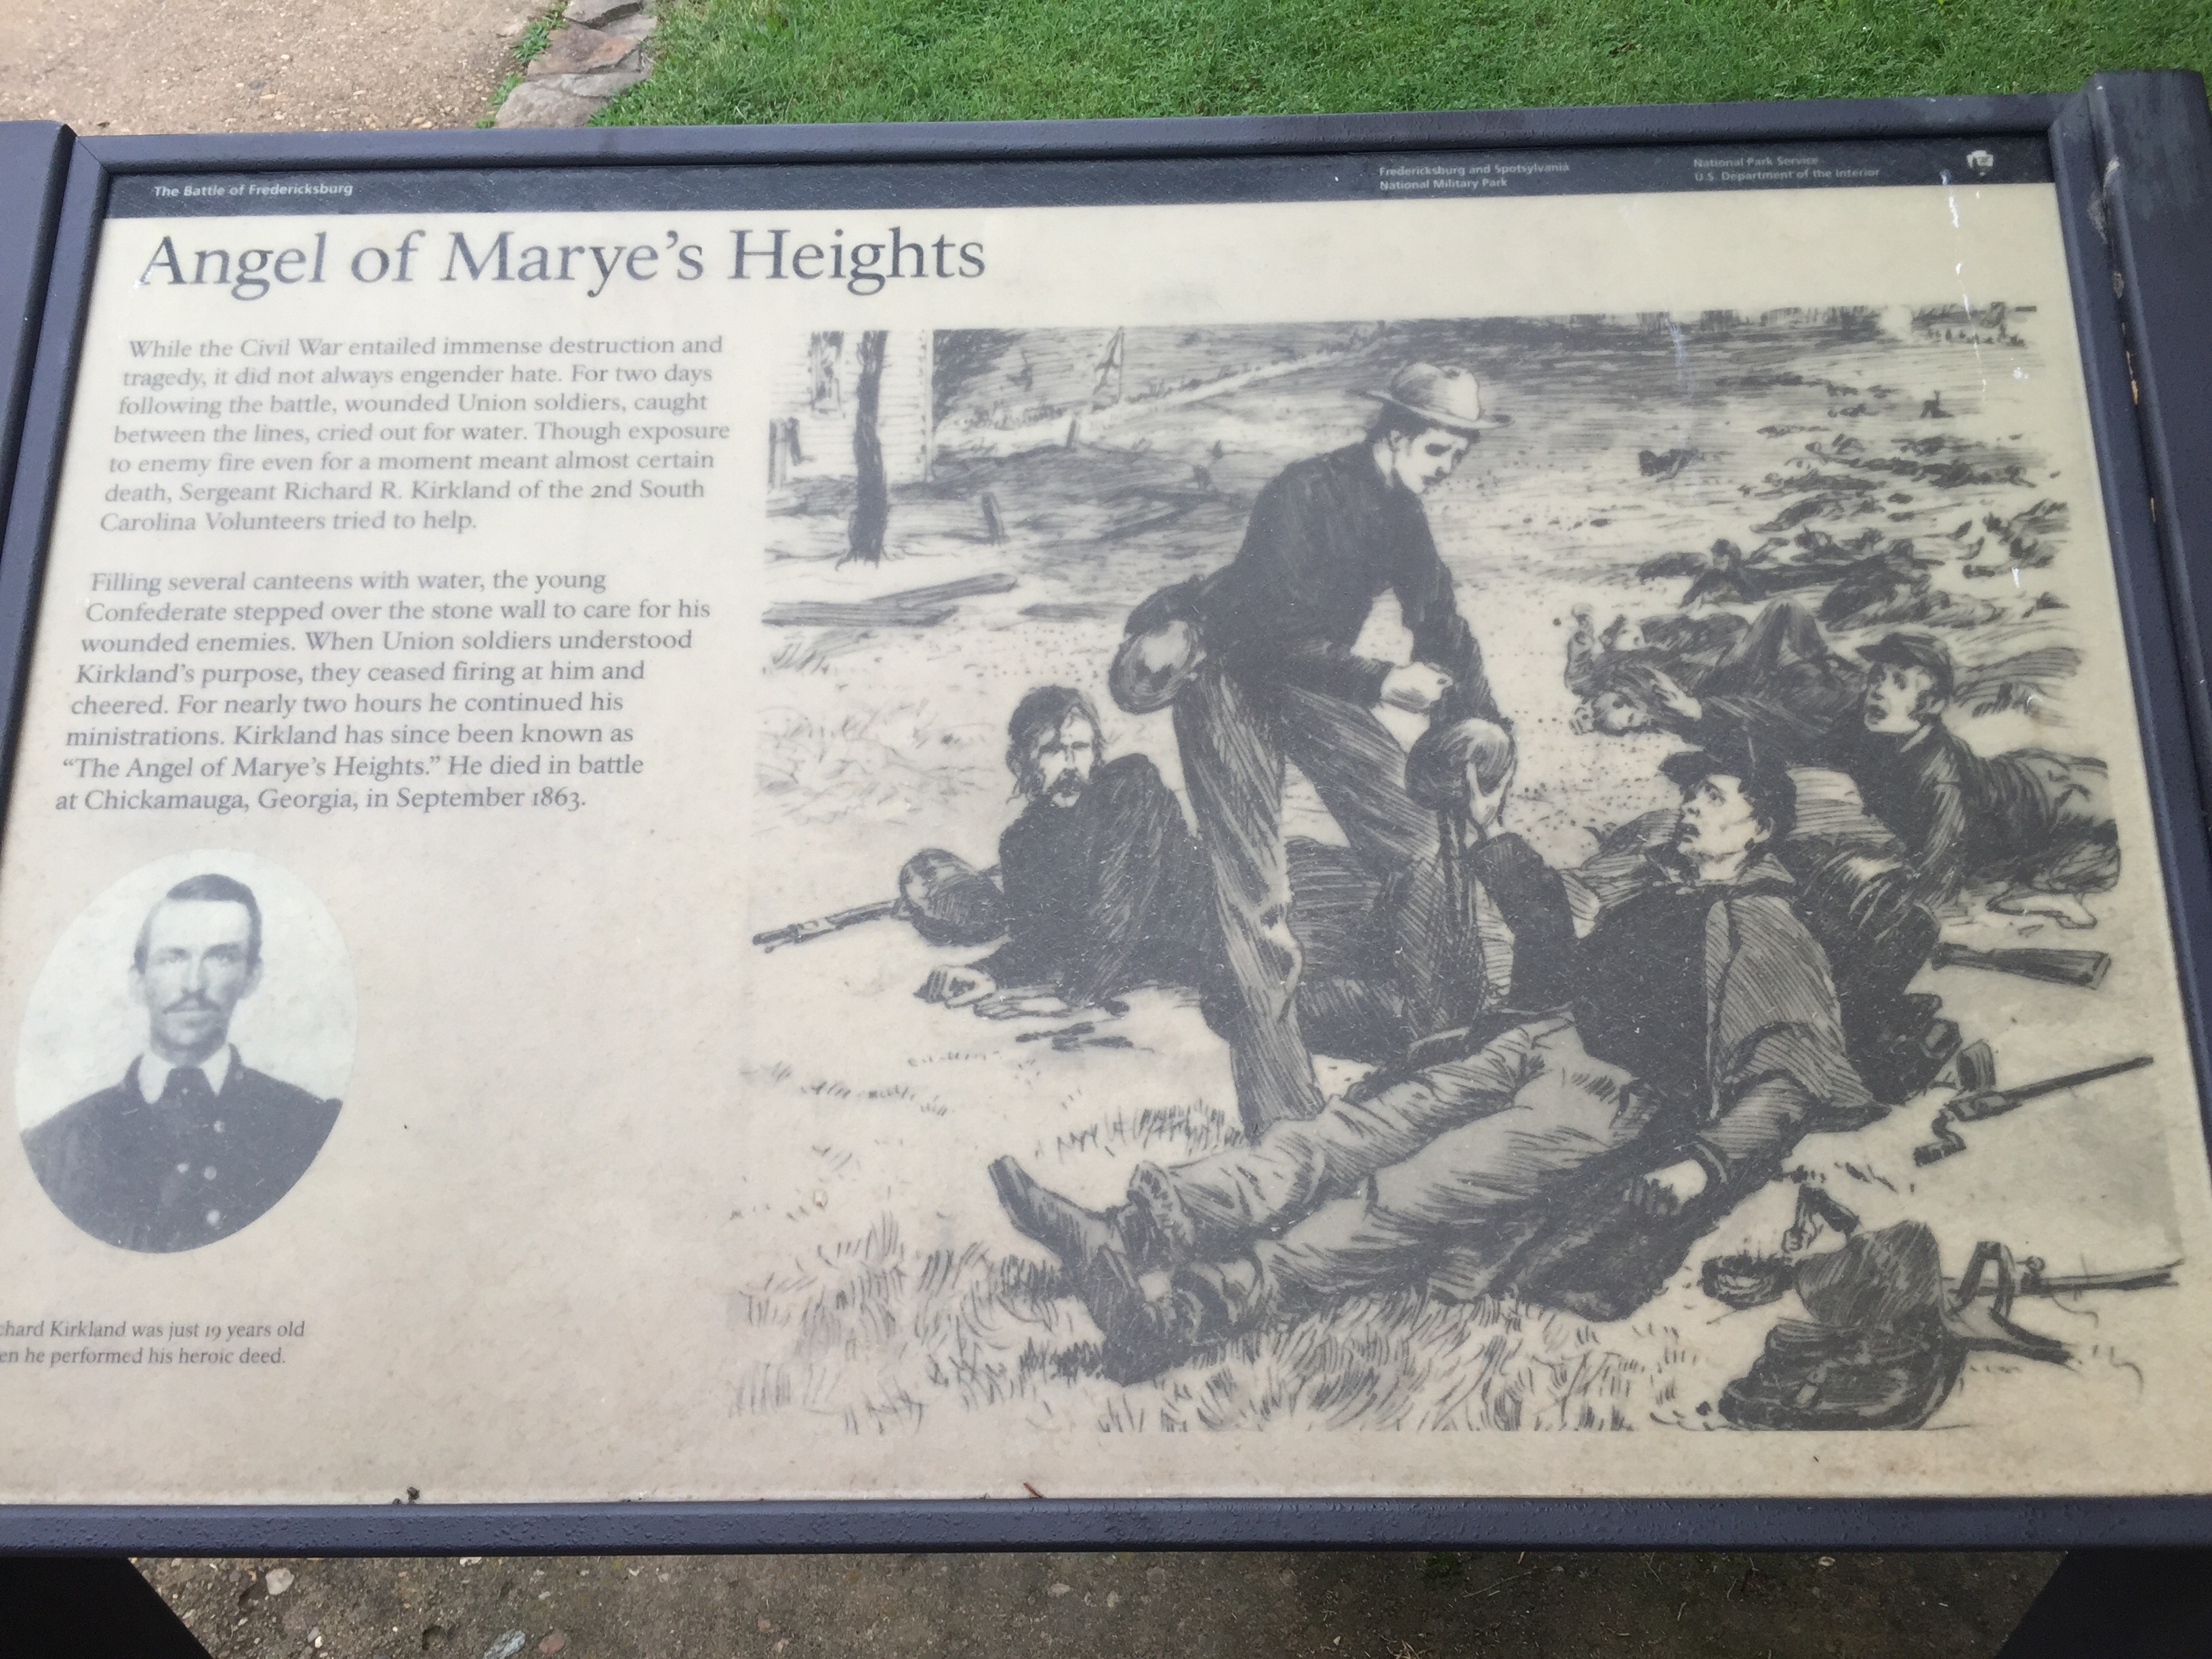 The Battle of Fredericksburg
Fredericksburg and Spotsylvania
National Military Park
National Park Service
U.S. Department of the Interior
Angel of Marye's Heights
While the Civil War entailed immense destruction and
tragedy, it did not always engender hate. For two days
following the battle, wounded Union soldiers, caught
between the lines, cried out for water. Though exposure
to enemy fire even for a moment meant almost certain
death, Sergeant Richard R. Kirkland of the 2nd South
Carolina Volunteers tried to help.
Filling several canteens with water, the young
Confederate stepped over the stone wall to care for his
wounded enemies. When Union soldiers understood
Kirkland's purpose, they ceased firing at him and
cheered. For nearly two hours he continued his
ministrations. Kirkland has since been known as
“The Angel of Marye's Heights.” He died in battle
at Chickamauga, Georgia, in September 1863.
chard Kirkland was just 19 years old
en he performed his heroic deed.